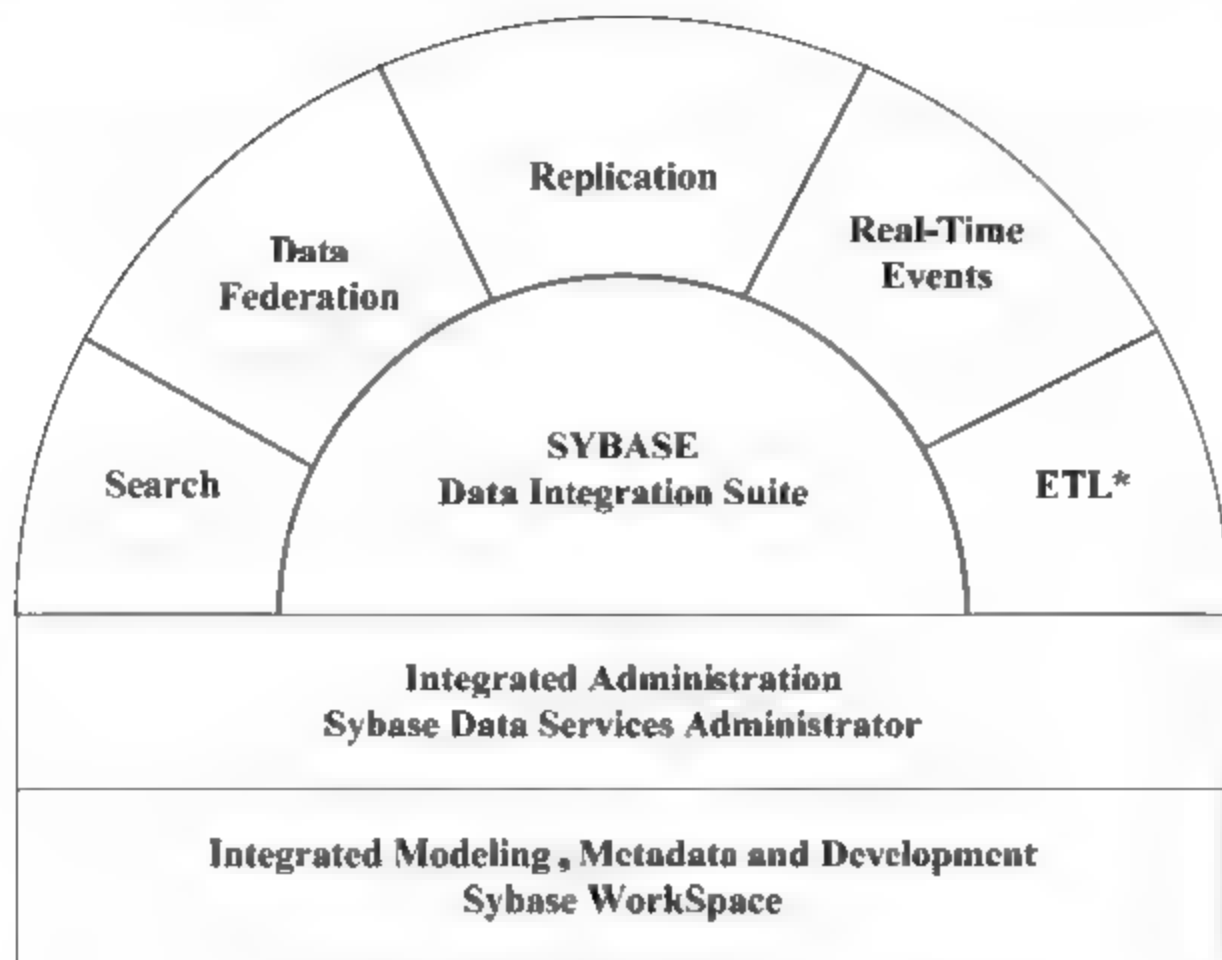 Replication
Real-Time
Events
Data
Federation
SYBASE
Data Integration Suite
Search
ETL*
Integrated Administration
Sybase Data Services Administrator
Integrated Modeling, Metadata and Development
Sybase WorkSpace